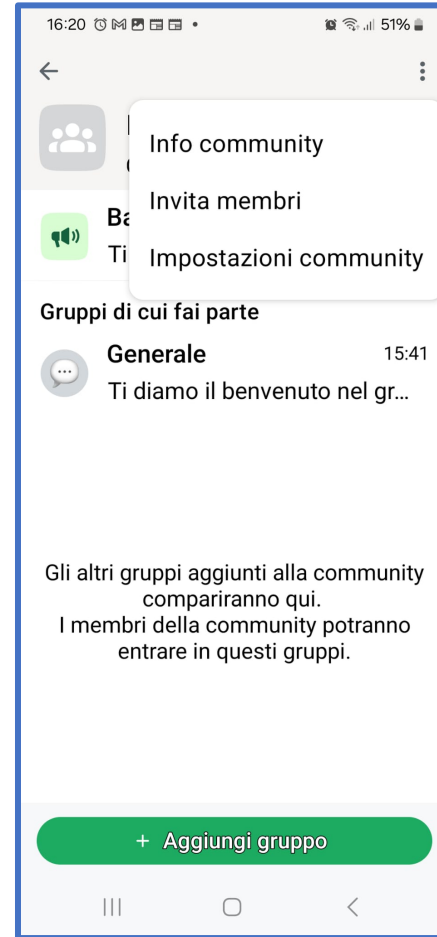 16:20
51%
Info community
Invita membri
Ti
Impostazioni community
Gruppi di cui fai parte
Generale
15:41
Ti diamo il benvenuto nel gr...
Gli altri gruppi aggiunti alla community
compariranno qui.
I membri della community potranno
entrare in questi gruppi.
+ Aggiungi gruppo